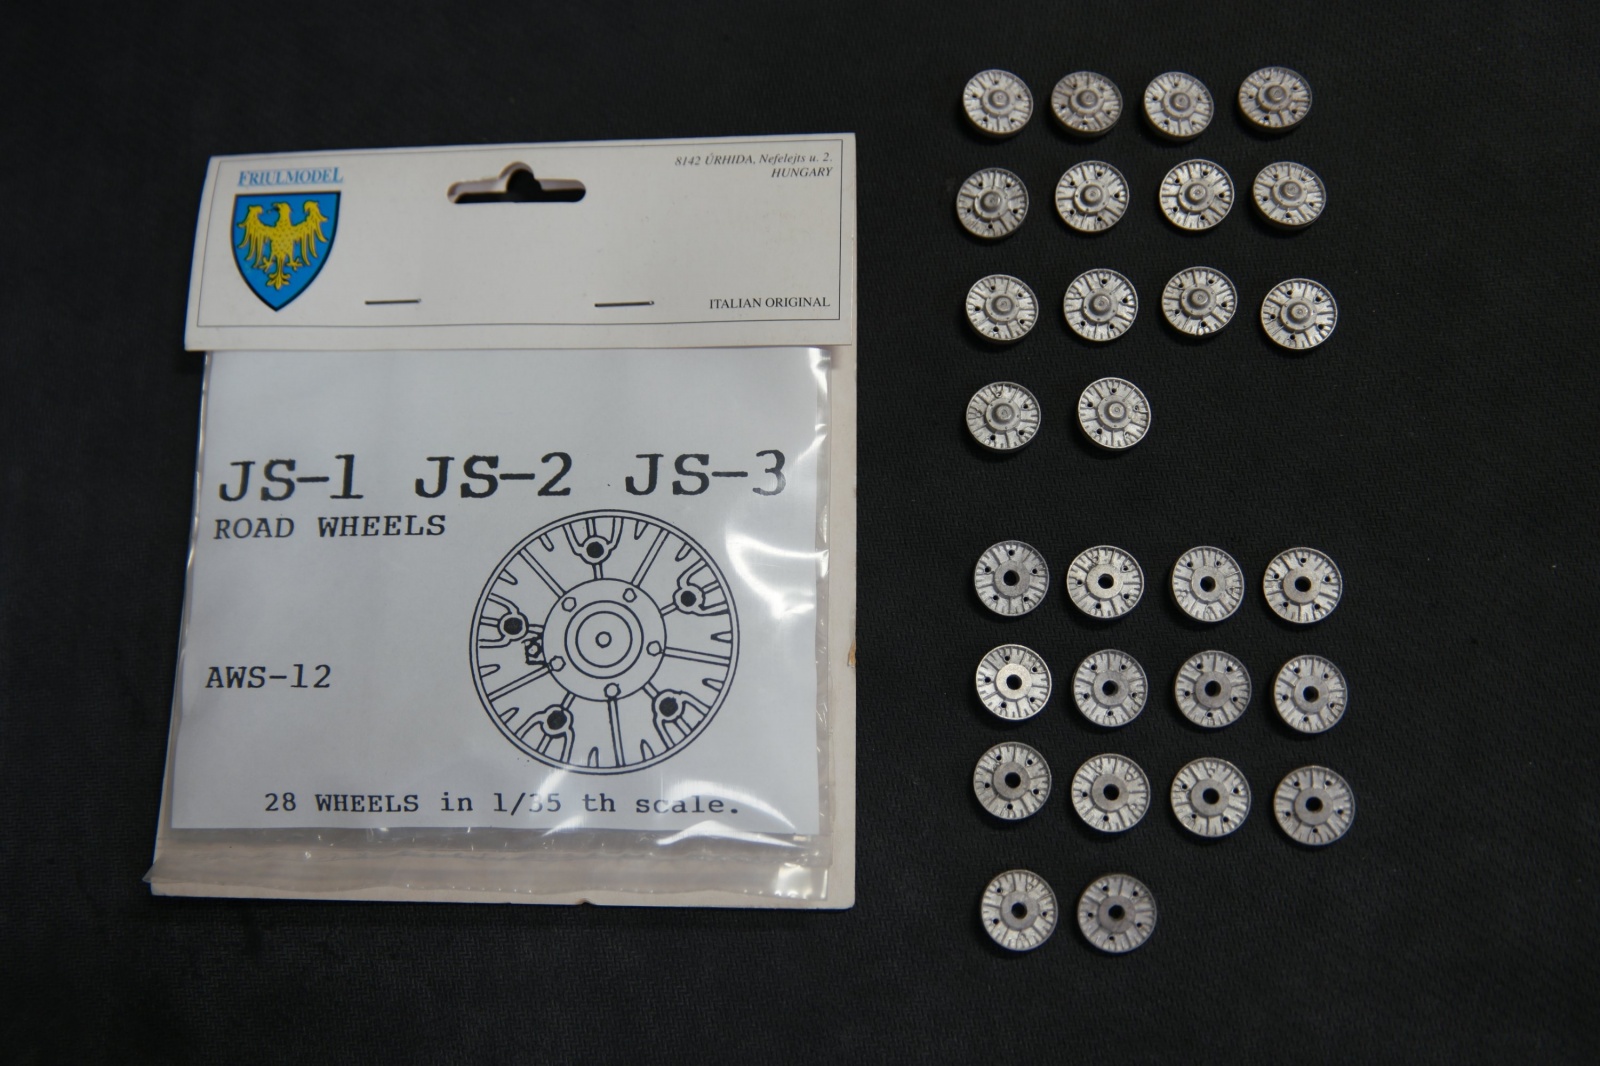 FRIULMODEL
8142 ÚRHIDA, Nefelejts u. 2.
HUNGARY
ITALIAN ORIGINAL
JS-1 JS-2 JS-3
ROAD WHEELS
AWS-12
28 WHEELS in 1/35 th scale.